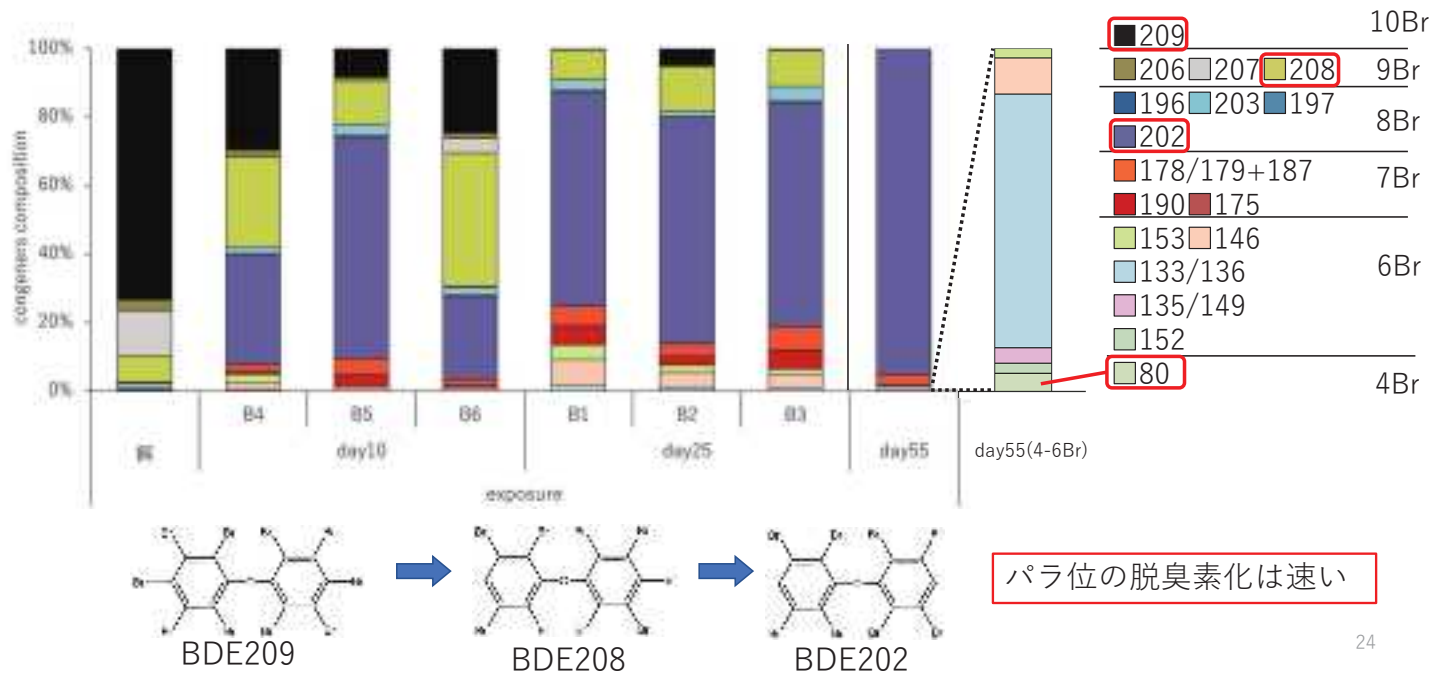 100%
80%
60%
40%
20%
0%
congeners composition
B4
B5
B6
B1
B2
B3
day10
day25
day55
day55(4-6Br)
exposure
209
10Br
206 207 208
9Br
196 203 197
202
8Br
178/179+187
190 175
7Br
153 146
133/136
135/149
152
6Br
80
4Br
BDE209
BDE208
BDE202
パラ位の脱臭素化は速い
24